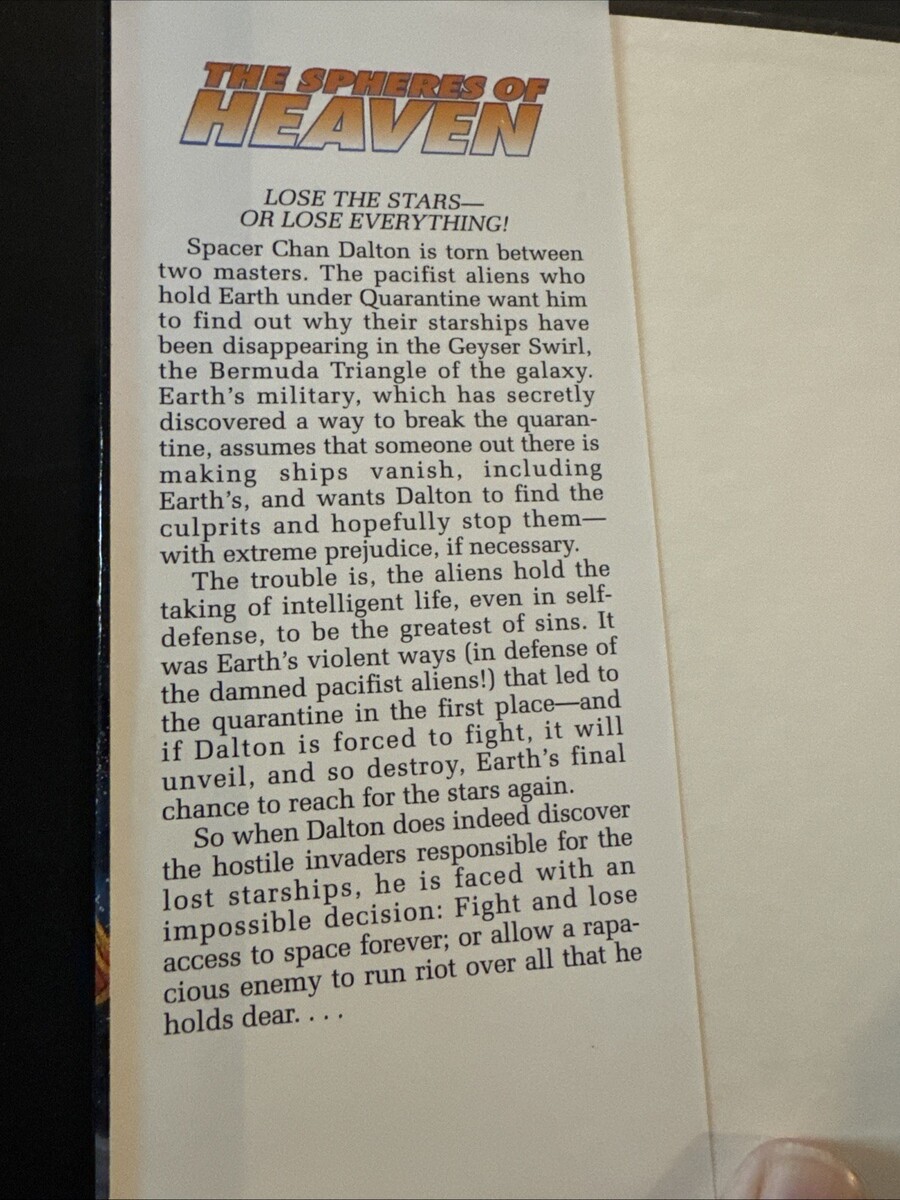 THE SPHERES OF
HEAVEN
LOSE THE STARS—
OR LOSE EVERYTHING!
Spacer Chan Dalton is torn between
two masters. The pacifist aliens who
hold Earth under Quarantine want him
to find out why their starships have
been disappearing in the Geyser Swirl,
the Bermuda Triangle of the galaxy.
Earth's military, which has secretly
discovered a way to break the quaran-
tine, assumes that someone out there is
making ships vanish, including
Earth's, and wants Dalton to find the
culprits and hopefully stop them—
with extreme prejudice, if necessary.
The trouble is, the aliens hold the
taking of intelligent life, even in self-
defense, to be the greatest of sins. It
was Earth's violent ways (in defense of
the damned pacifist aliens!) that led to
the quarantine in the first place—and
if Dalton is forced to fight, it will
unveil, and so destroy, Earth's final
chance to reach for the stars again.
So when Dalton does indeed discover
the hostile invaders responsible for the
lost starships, he is faced with an
impossible decision: Fight and lose
access to space forever; or allow a rapa-
cious enemy to run riot over all that he
holds dear. . . .